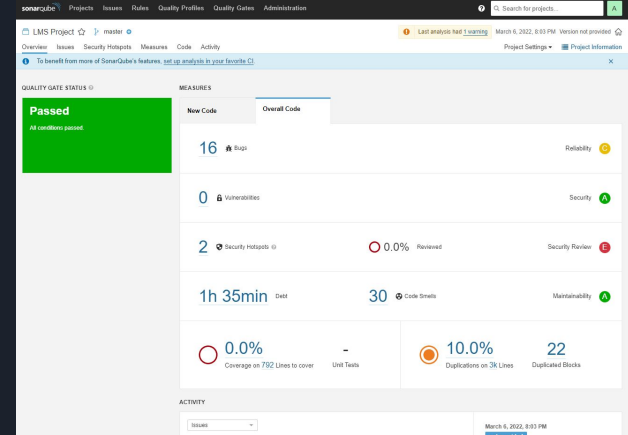 sonarqube Projects Issues Rules Quality Profiles Quality Gates Administration ? Search for projects... A
LMS Project master Last analysis had 1 warning March 6, 2022, 8:03 PM Version not provided
Overview Issues Security Hotspots Measures Code Activity Project Settings Project Information
To benefit from more of SonarQube's features, set up analysis in your favorite CI.
QUALITY GATE STATUS MEASURES
Passed
All conditions passed.
New Code Overall Code
16 Bugs Reliability C
0 Vulnerabilities Security A
2 Security Hotspots 0.0% Reviewed Security Review E
1h 35min Debt 30 Code Smells Maintainability A
0.0% - 10.0% 22
Coverage on 792 Lines to cover Unit Tests Duplications on 3k Lines Duplicated Blocks
ACTIVITY
Issues March 6, 2022, 8:03 PM